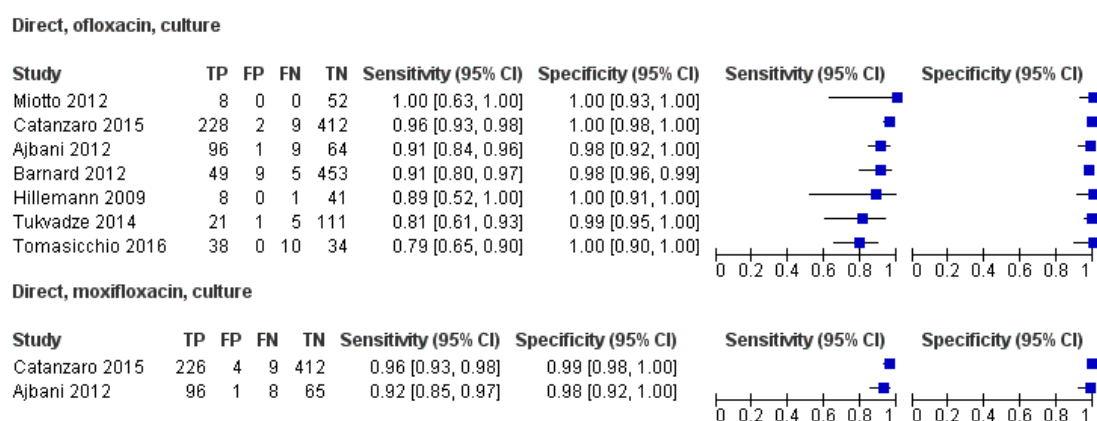 Direct, ofloxacin, culture
Study TP FP FN TN Sensitivity (95% CI) Specificity (95% CI) Sensitivity (95% CI) Specificity (95% CI)
Miotto 2012 8 0 0 52 1.00 [0.63, 1.00] 1.00 [0.93, 1.00]
Catanzaro 2015 228 2 9 412 0.96 [0.93, 0.98] 1.00 [0.98, 1.00]
Ajbani 2012 96 1 9 64 0.91 [0.84, 0.96] 0.98 [0.92, 1.00]
Barnard 2012 49 9 5 453 0.91 [0.80, 0.97] 0.98 [0.96, 0.99]
Hillemann 2009 8 0 1 41 0.89 [0.52, 1.00] 1.00 [0.91, 1.00]
Tukvadze 2014 21 1 5 111 0.81 [0.61, 0.93] 0.99 [0.95, 1.00]
Tomasicchio 2016 38 0 10 34 0.79 [0.65, 0.90] 1.00 [0.90, 1.00]
0 0.2 0.4 0.6 0.8 1 0 0.2 0.4 0.6 0.8 1
Direct, moxifloxacin, culture
Study TP FP FN TN Sensitivity (95% CI) Specificity (95% CI) Sensitivity (95% CI) Specificity (95% CI)
Catanzaro 2015 226 4 9 412 0.96 [0.93, 0.98] 0.99 [0.98, 1.00]
Ajbani 2012 96 1 8 65 0.92 [0.85, 0.97] 0.98 [0.92, 1.00]
0 0.2 0.4 0.6 0.8 1 0 0.2 0.4 0.6 0.8 1